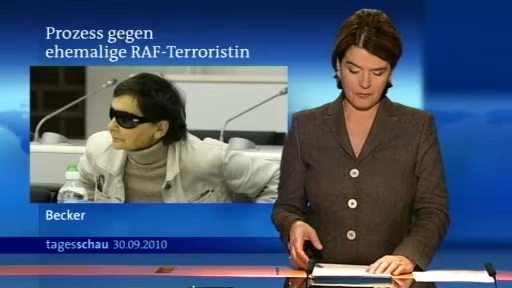 Prozess gegen
ehemalige RAF-Terroristin
Becker
tagesschau 30.09.2010